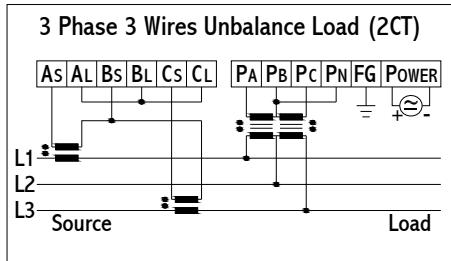 3 Phase 3 Wires Unbalance Load (2CT)
AS AL BS BL CS CL PA PB PC PN FG POWER
+ -
L1
L2
L3
Source Load